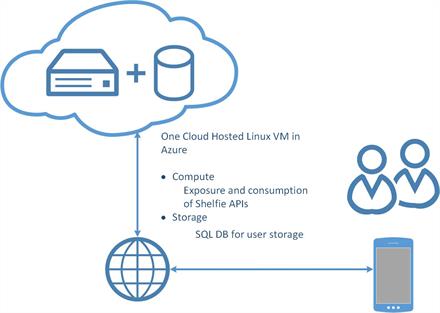 One Cloud Hosted Linux VM in
Azure
• Compute
Exposure and consumption
of Shelfie APIs
• Storage
SQL DB for user storage